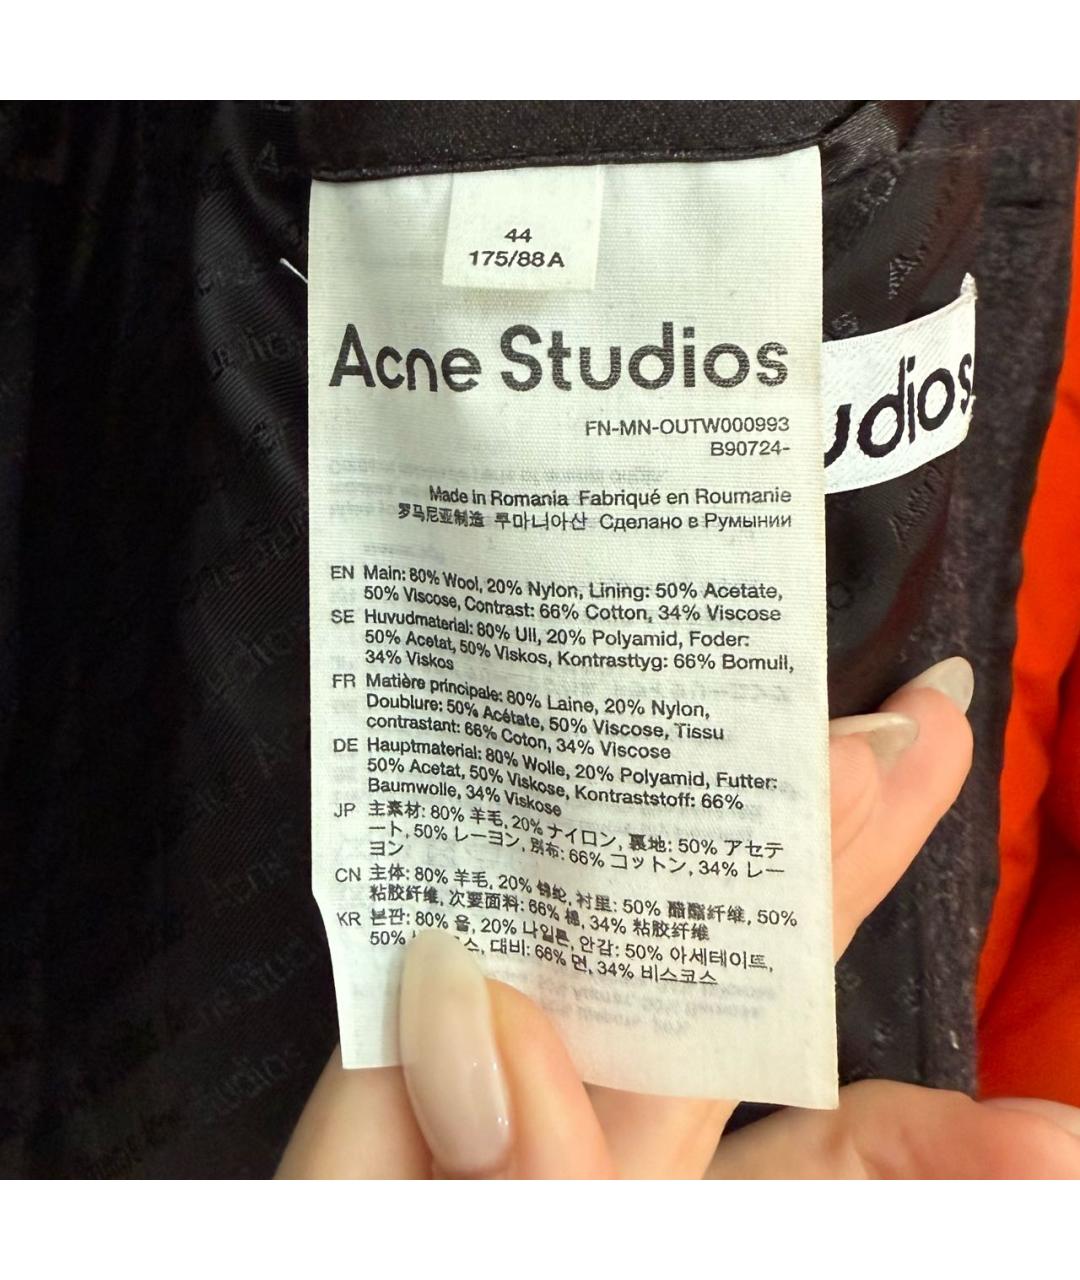 44
175/88A
Acne Studios
udios
FN-MN-OUTW000993
B90724-
Made in Romania Fabriqué en Roumanie
罗马尼亚制造 루마니아산 Сделано в Румынии
EN Main: 80% Wool, 20% Nylon, Lining: 50% Acetate,
50% Viscose, Contrast: 66% Cotton, 34% Viscose
SE Huvudmaterial: 80% Ull, 20% Polyamid, Foder:
50% Acetat, 50% Viskos, Kontrasttyg: 66% Bomull,
34% Viskos
FR Matière principale: 80% Laine, 20% Nylon,
Doublure: 50% Acétate, 50% Viscose, Tissu
contrastant: 66% Coton, 34% Viscose
DE Hauptmaterial: 80% Wolle, 20% Polyamid, Futter:
50% Acetat, 50% Viskose, Kontraststoff: 66%
Baumwolle, 34% Viskose
JP 主素材: 80% 羊毛, 20% ナイロン, 裏地: 50% アセテ
ート, 50% レーヨン, 別布: 66% コットン, 34% レー
ヨン
CN 主体: 80% 羊毛, 20% 锦纶, 衬里: 50% 醋酯纤维, 50%
粘胶纤维, 次要面料: 66% 棉, 34% 粘胶纤维
KR 본판: 80% 울, 20% 나일론, 안감: 50% 아세테이트,
50% 스, 대비: 66% 면, 34% 비스코스